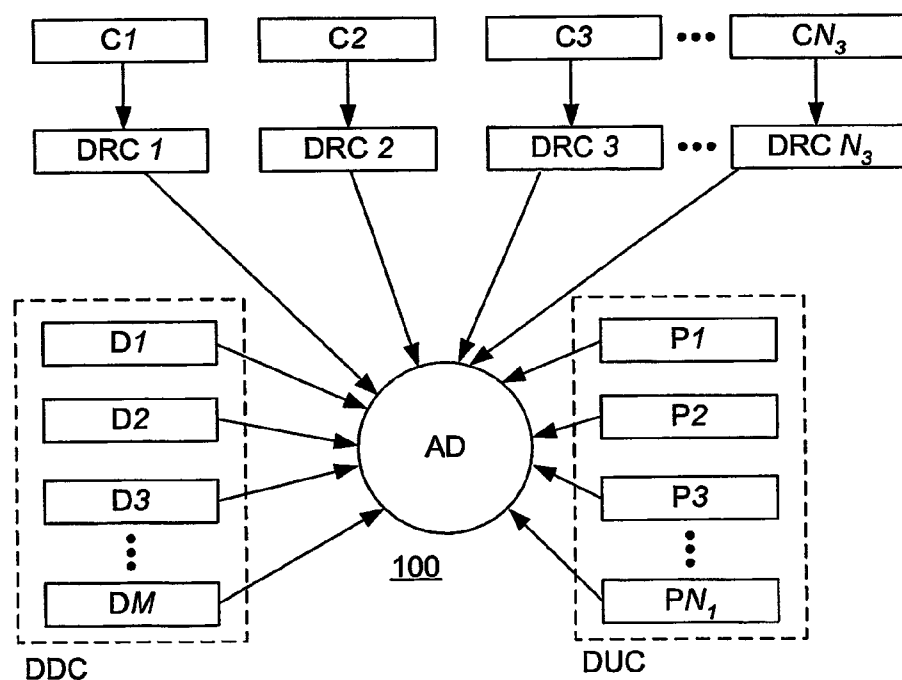 C1 C2 C3 ••• CN₃
DRC 1 DRC 2 DRC 3 ••• DRC N₃
D1
D2
D3
DM
DDC
AD
100
P1
P2
P3
PN₁
DUC